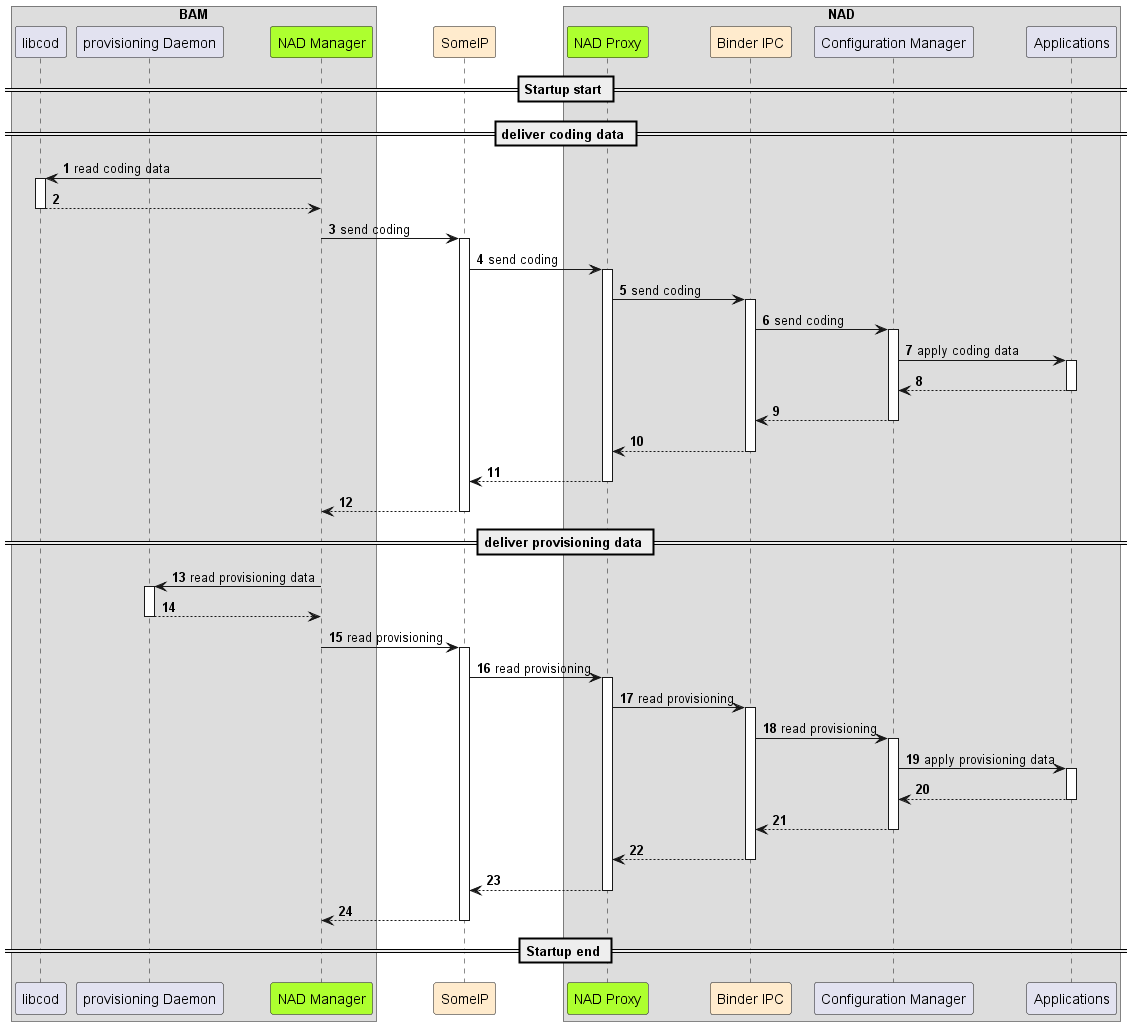 BAM
NAD
libcod
provisioning Daemon
NAD Manager
SomeIP
NAD Proxy
Binder IPC
Configuration Manager
Applications
Startup start
deliver coding data
1 read coding data
2
3 send coding
4 send coding
5 send coding
6 send coding
7 apply coding data
8
9
10
11
12
deliver provisioning data
13 read provisioning data
14
15 read provisioning
16 read provisioning
17 read provisioning
18 read provisioning
19 apply provisioning data
20
21
22
23
24
Startup end
libcod
provisioning Daemon
NAD Manager
SomeIP
NAD Proxy
Binder IPC
Configuration Manager
Applications